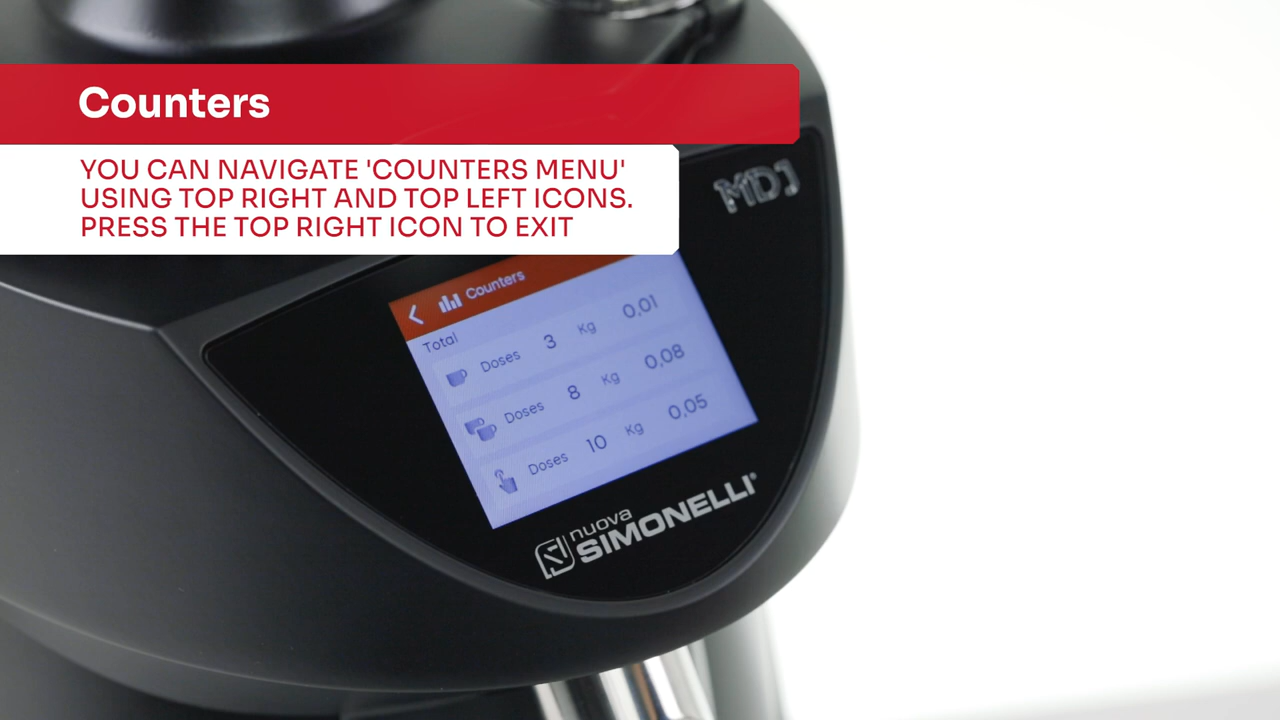 Counters
YOU CAN NAVIGATE 'COUNTERS MENU'
USING TOP RIGHT AND TOP LEFT ICONS.
PRESS THE TOP RIGHT ICON TO EXIT
MDJ
Counters
Total
Doses 3 Kg 0,01
Doses 8 Kg 0,08
Doses 10 Kg 0,05
nuova
SIMONELLI®